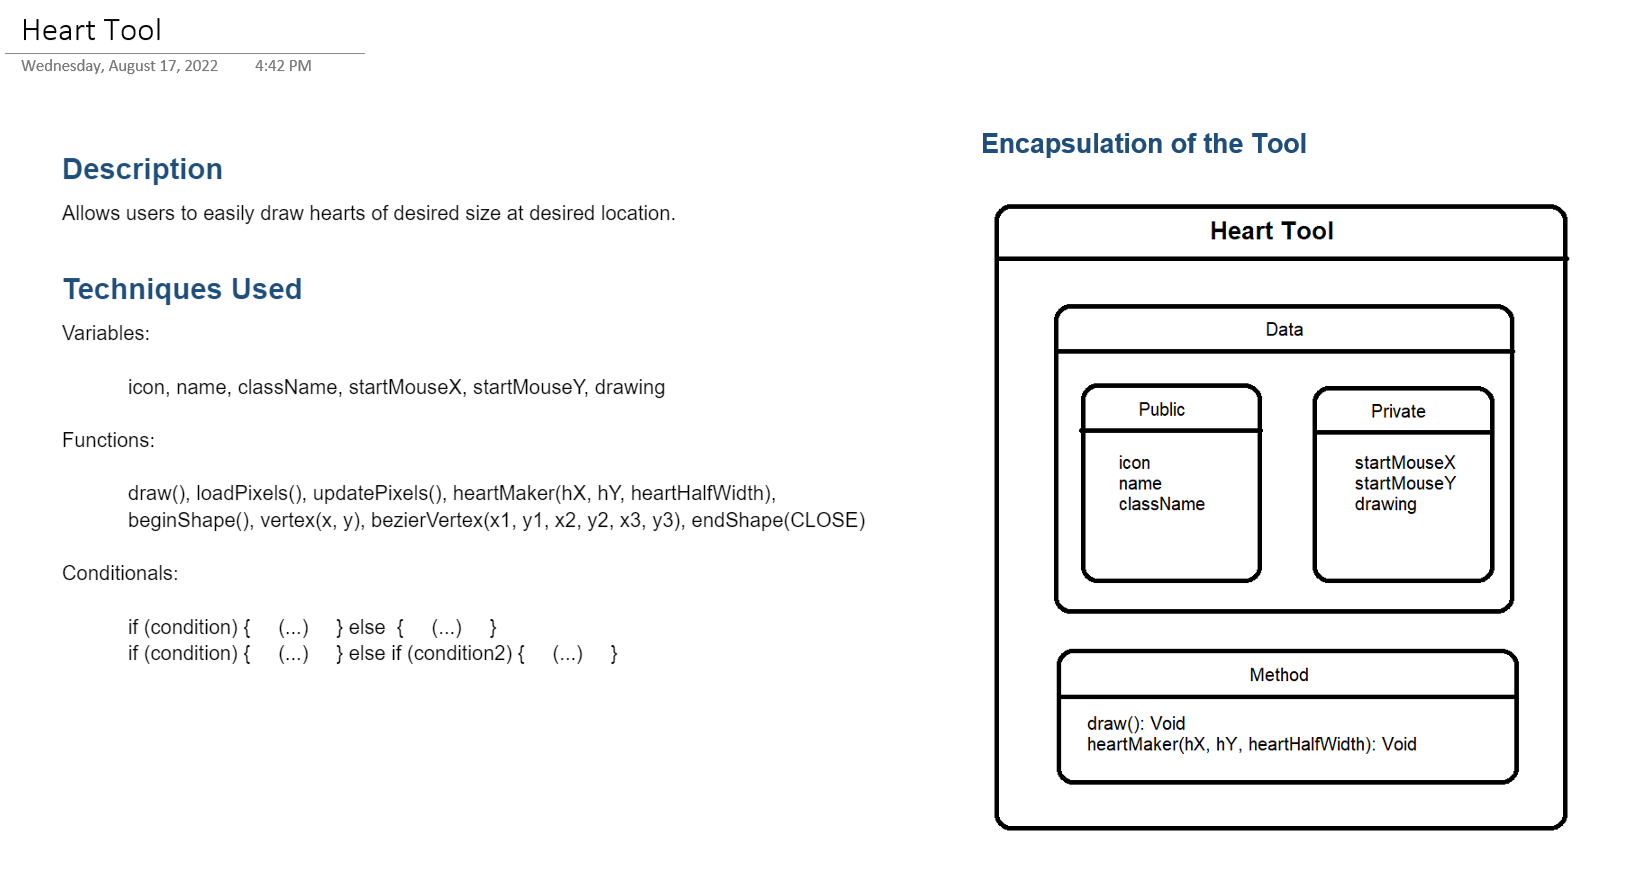 Heart Tool
Wednesday, August 17, 2022 4:42 PM
Description
Allows users to easily draw hearts of desired size at desired location.
Techniques Used
Variables:
icon, name, className, startMouseX, startMouseY, drawing
Functions:
draw(), loadPixels(), updatePixels(), heartMaker(hX, hY, heartHalfWidth),
beginShape(), vertex(x, y), bezierVertex(x1, y1, x2, y2, x3, y3), endShape(CLOSE)
Conditionals:
if (condition) { (...) } else { (...) }
if (condition) { (...) } else if (condition2) { (...) }
Encapsulation of the Tool
Heart Tool
Data
Public
icon
name
className
Private
startMouseX
startMouseY
drawing
Method
draw(): Void
heartMaker(hX, hY, heartHalfWidth): Void